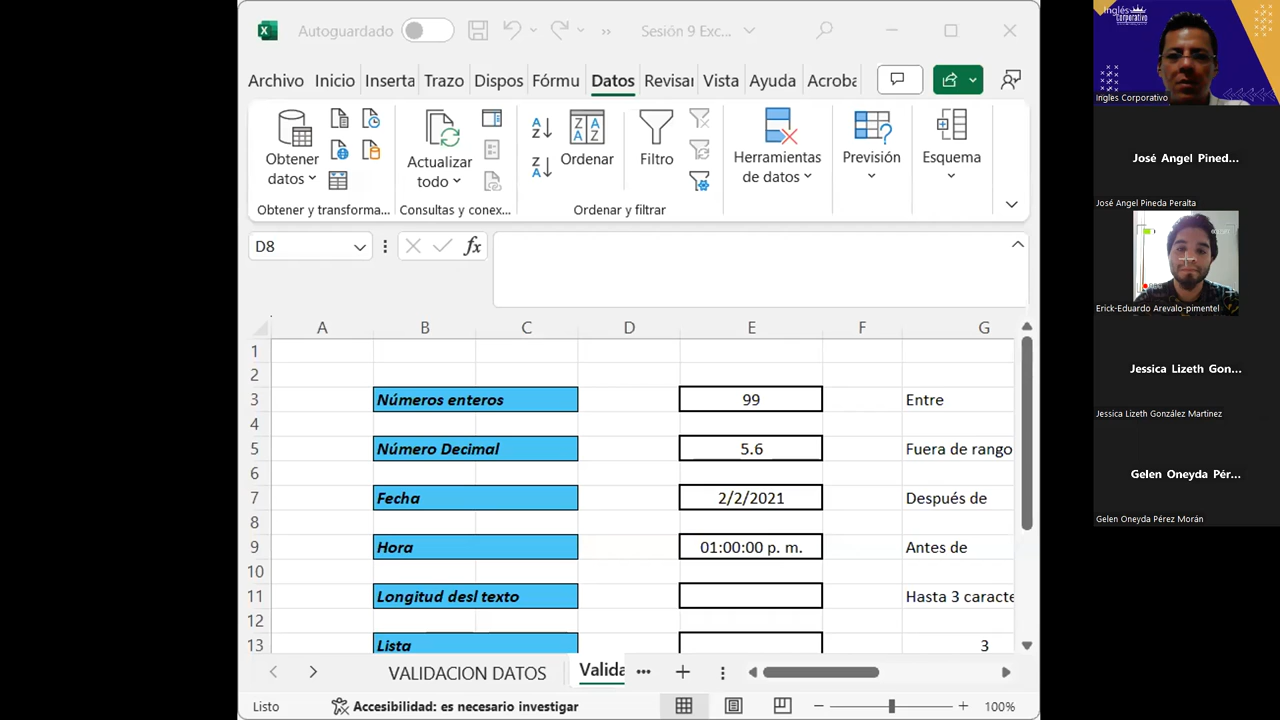 Autoguardado
Sesión 9 Exc...
Archivo Inicio Inserta Trazo Dispos Fórmu Datos Revisar Vista Ayuda Acroba
Obtener datos
Actualizar todo
Ordenar
Filtro
Herramientas de datos
Previsión
Esquema
Obtener y transforma...
Consultas y conex...
Ordenar y filtrar
D8
fx
A B C D E F G
1
2
3 Números enteros 99 Entre
4
5 Número Decimal 5.6 Fuera de rango
6
7 Fecha 2/2/2021 Después de
8
9 Hora 01:00:00 p. m. Antes de
10
11 Longitud desl texto Hasta 3 caracte
12
13 Lista 3
VALIDACION DATOS Valida ...
Listo Accesibilidad: es necesario investigar 100%
Inglés Corporativo
Ingles Corporativo
José Angel Pined...
José Angel Pineda Peralta
Erick-Eduardo Arevalo-pimentel
Jessica Lizeth Gon...
Jessica Lizeth González Martinez
Gelen Oneyda Pér...
Gelen Oneyda Pérez Morán